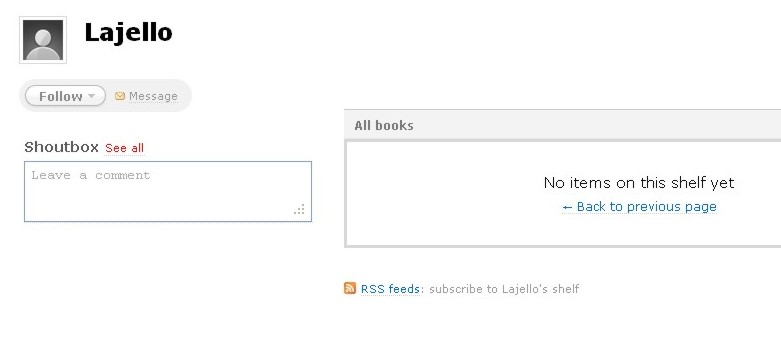 Lajello
Follow
Message
Shoutbox See all
Leave a comment
All books
No items on this shelf yet
← Back to previous page
RSS feeds: subscribe to Lajello's shelf